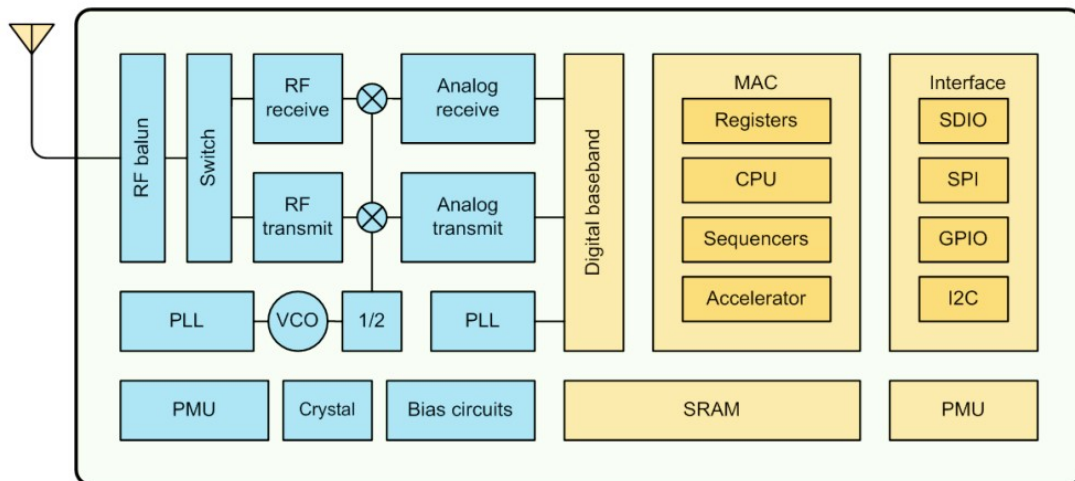 RF balun
Switch
RF
receive
Analog
receive
RF
transmit
Analog
transmit
PLL
VCO
1/2
PLL
PMU
Crystal
Bias circuits
Digital baseband
MAC
Registers
CPU
Sequencers
Accelerator
Interface
SDIO
SPI
GPIO
I2C
SRAM
PMU